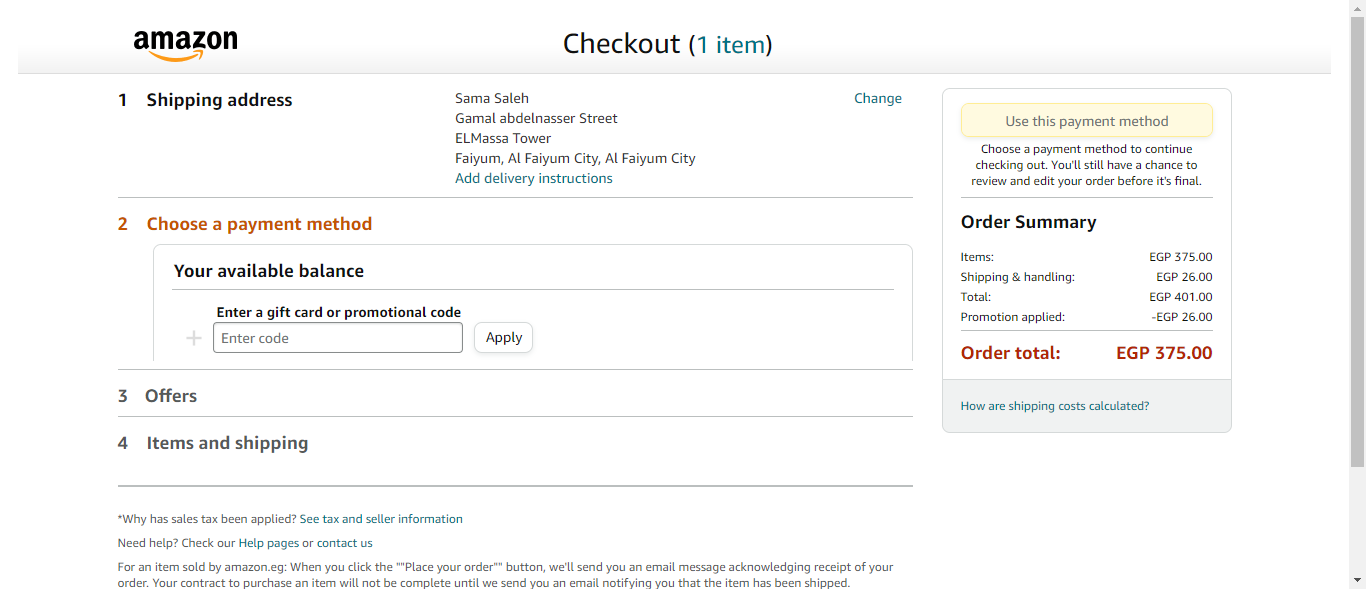 amazon
Checkout (1 item)
1 Shipping address
Sama Saleh
Gamal abdelnasser Street
ELMassa Tower
Faiyum, Al Faiyum City, Al Faiyum City
Add delivery instructions
Change
2 Choose a payment method
Your available balance
Enter a gift card or promotional code
Enter code
Apply
3 Offers
4 Items and shipping
*Why has sales tax been applied? See tax and seller information
Need help? Check our Help pages or contact us
For an item sold by amazon.eg: When you click the ""Place your order"" button, we'll send you an email message acknowledging receipt of your
order. Your contract to purchase an item will not be complete until we send you an email notifying you that the item has been shipped.
Use this payment method
Choose a payment method to continue
checking out. You'll still have a chance to
review and edit your order before it's final.
Order Summary
Items: EGP 375.00
Shipping & handling: EGP 26.00
Total: EGP 401.00
Promotion applied: -EGP 26.00
Order total: EGP 375.00
How are shipping costs calculated?